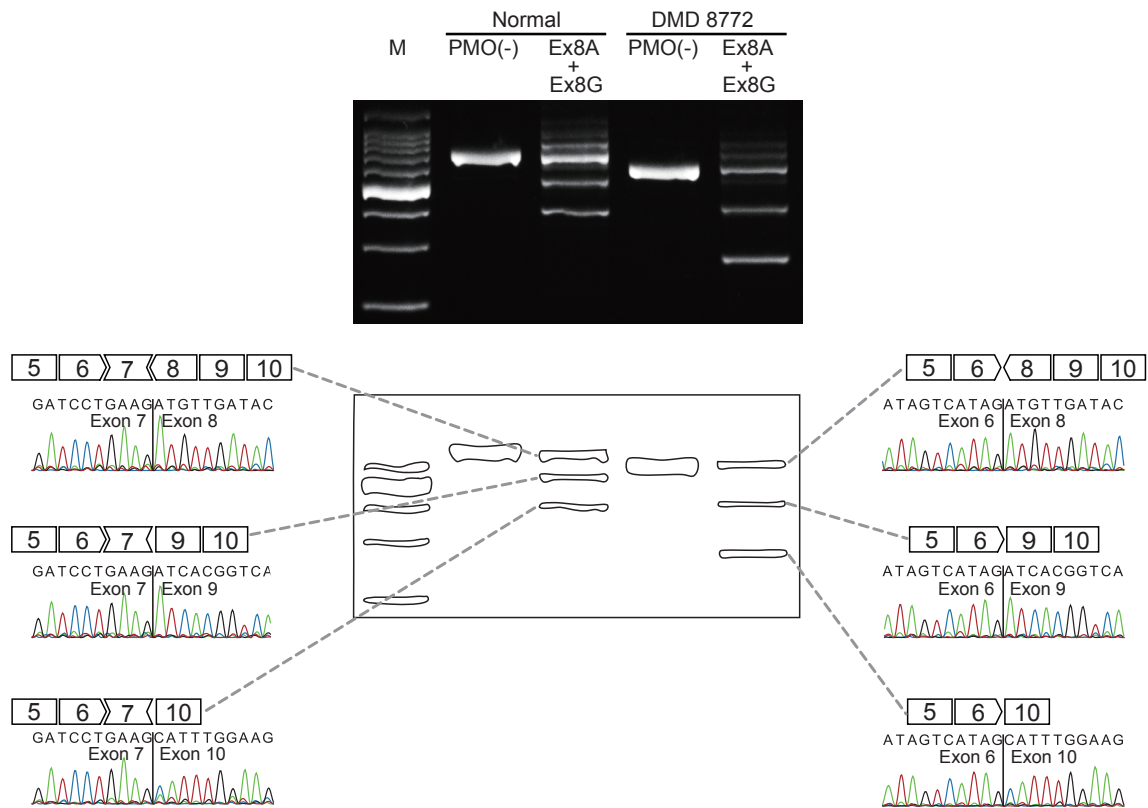 Normal DMD 8772
M PMO(-) Ex8A + Ex8G PMO(-) Ex8A + Ex8G
5 6 7 8 9 10
GATCCTGAAGATGTTGATAC
Exon 7 Exon 8
5 6 7 9 10
GATCCTGAAGATCACGGTCA
Exon 7 Exon 9
5 6 7 10
GATCCTGAAGCATTTGGAAG
Exon 7 Exon 10
5 6 8 9 10
ATAGTCATAGATGTTGATAC
Exon 6 Exon 8
5 6 9 10
ATAGTCATAGATCACGGTCA
Exon 6 Exon 9
5 6 10
ATAGTCATAGCATTTGGAAG
Exon 6 Exon 10